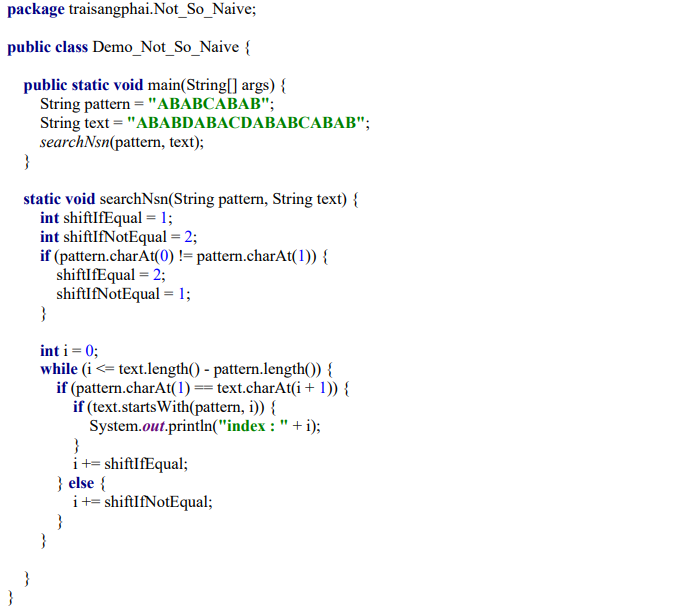 package traisangphai.Not_So_Naive;
public class Demo_Not_So_Naive {
public static void main(String[] args) {
String pattern = "ABABCABAB";
String text = "ABABDABACDABABCABAB";
searchNsn(pattern, text);
}
static void searchNsn(String pattern, String text) {
int shiftIfEqual = 1;
int shiftIfNotEqual = 2;
if (pattern.charAt(0) != pattern.charAt(1)) {
shiftIfEqual = 2;
shiftIfNotEqual = 1;
}
int i = 0;
while (i <= text.length() - pattern.length()) {
if (pattern.charAt(1) == text.charAt(i + 1)) {
if (text.startsWith(pattern, i)) {
System.out.println("index : " + i);
}
i += shiftIfEqual;
} else {
i += shiftIfNotEqual;
}
}
}
}